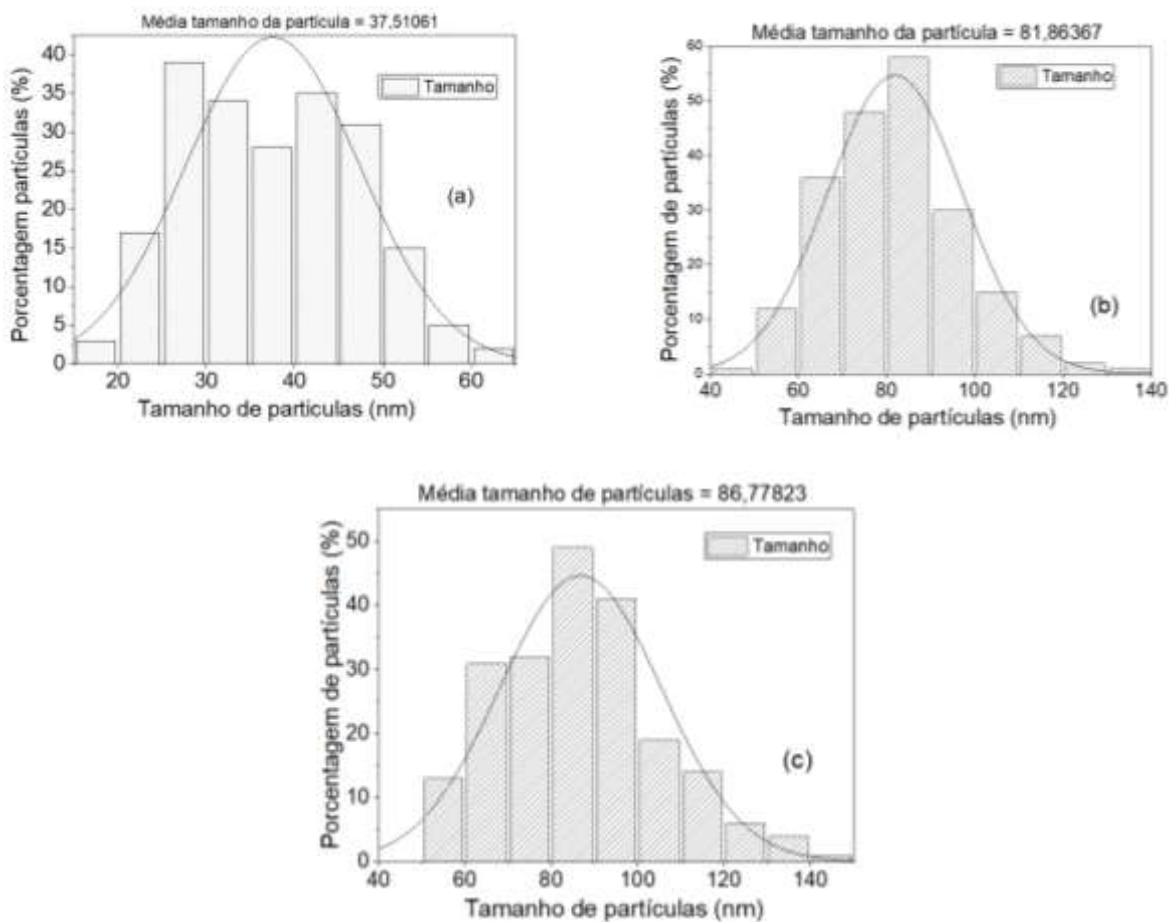 Média tamanho da partícula = 37,51061
Porcentagem partículas (%)
40
35
30
25
20
15
10
5
0
Tamanho
(a)
20 30 40 50 60
Tamanho de particulas (nm)
Média tamanho da partícula = 81,86367
Porcentagem de partículas (%)
60
50
40
30
20
10
0
Tamanho
(b)
40 60 80 100 120 140
Tamanho de partículas (nm)
Média tamanho de partículas = 86,77823
Porcentagem de partículas (%)
50
40
30
20
10
0
Tamanho
(c)
40 60 80 100 120 140
Tamanho de partículas (nm)